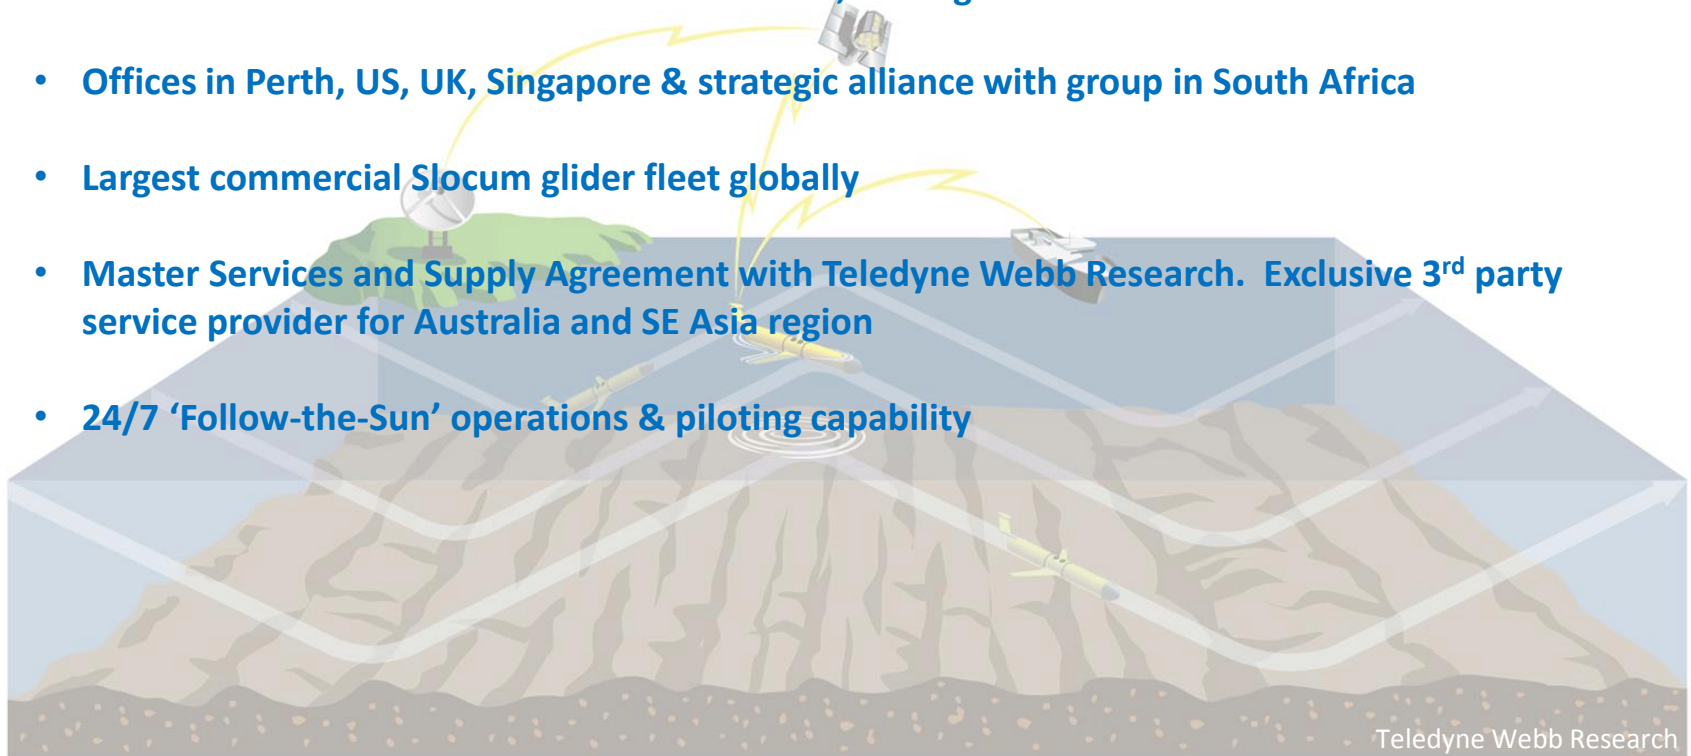 • Offices in Perth, US, UK, Singapore & strategic alliance with group in South Africa
• Largest commercial Slocum glider fleet globally
• Master Services and Supply Agreement with Teledyne Webb Research.  Exclusive 3rd party
service provider for Australia and SE Asia region
• 24/7 ‘Follow-the-Sun’ operations & piloting capability
Teledyne Webb Research